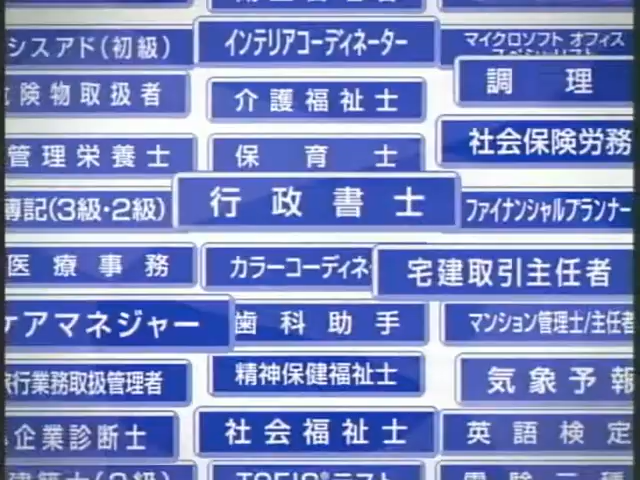 シスアド(初級)
インテリアコーディネーター
マイクロソフト オフィス
険物取扱者
介護福祉士
調理
管理栄養士
保育士
社会保険労務
簿記(3級・2級)
行政書士
ファイナンシャルプランナー
医療事務
カラーコーディネ
宅建取引主任者
ケアマネジャー
歯科助手
マンション管理士/主任者
旅行業務取扱管理者
精神保健福祉士
気象予報
企業診断士
社会福祉士
英語検定
TOEIC®テスト